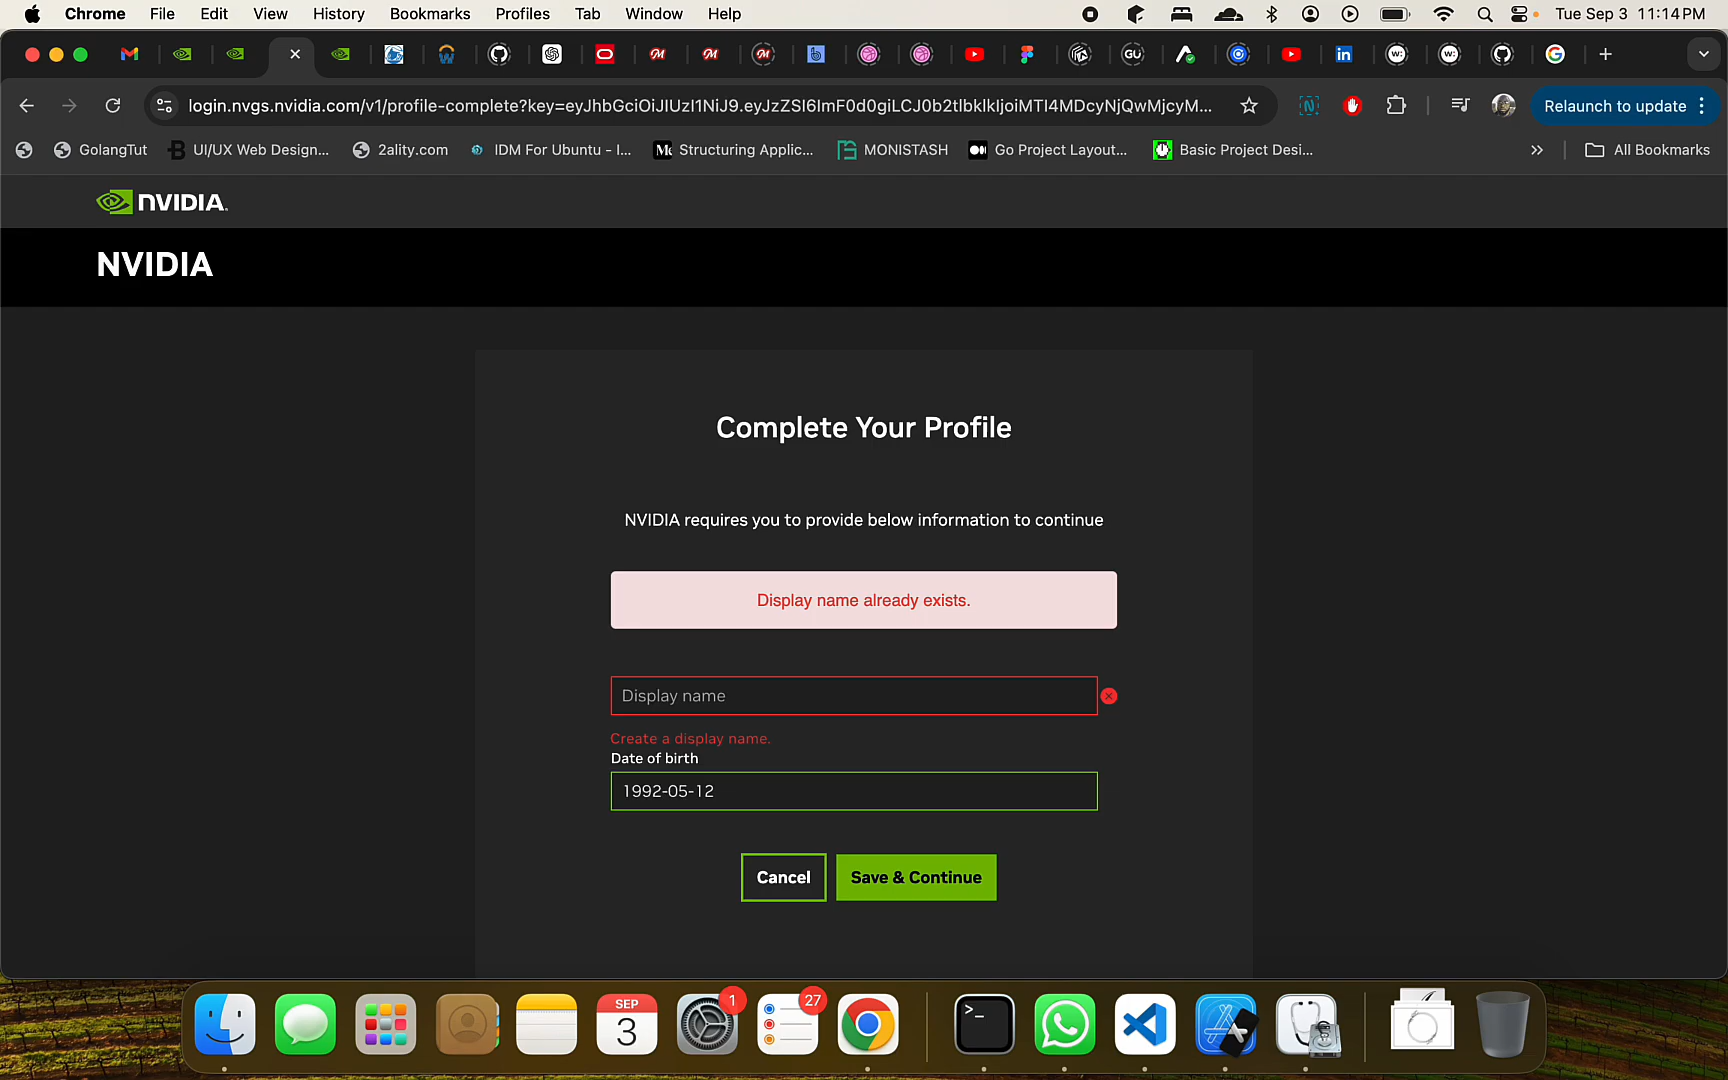 Chrome File Edit View History Bookmarks Profiles Tab Window Help Tue Sep 3 11:14 PM
login.nvgs.nvidia.com/v1/profile-complete?key=eyJhbGciOiJIUzI1NiJ9.eyJzZSI6ImF0d0giLCJ0b2tlbklkIjoiMTI4MDcyNjQwMjcyM... Relaunch to update
GolangTut UI/UX Web Design... 2ality.com IDM For Ubuntu - I... Structuring Applic... MONISTASH Go Project Layout... Basic Project Desi... » All Bookmarks
NVIDIA.
NVIDIA
Complete Your Profile
NVIDIA requires you to provide below information to continue
Display name already exists.
Display name
Create a display name.
Date of birth
1992-05-12
Cancel Save & Continue
SEP
3
1
27